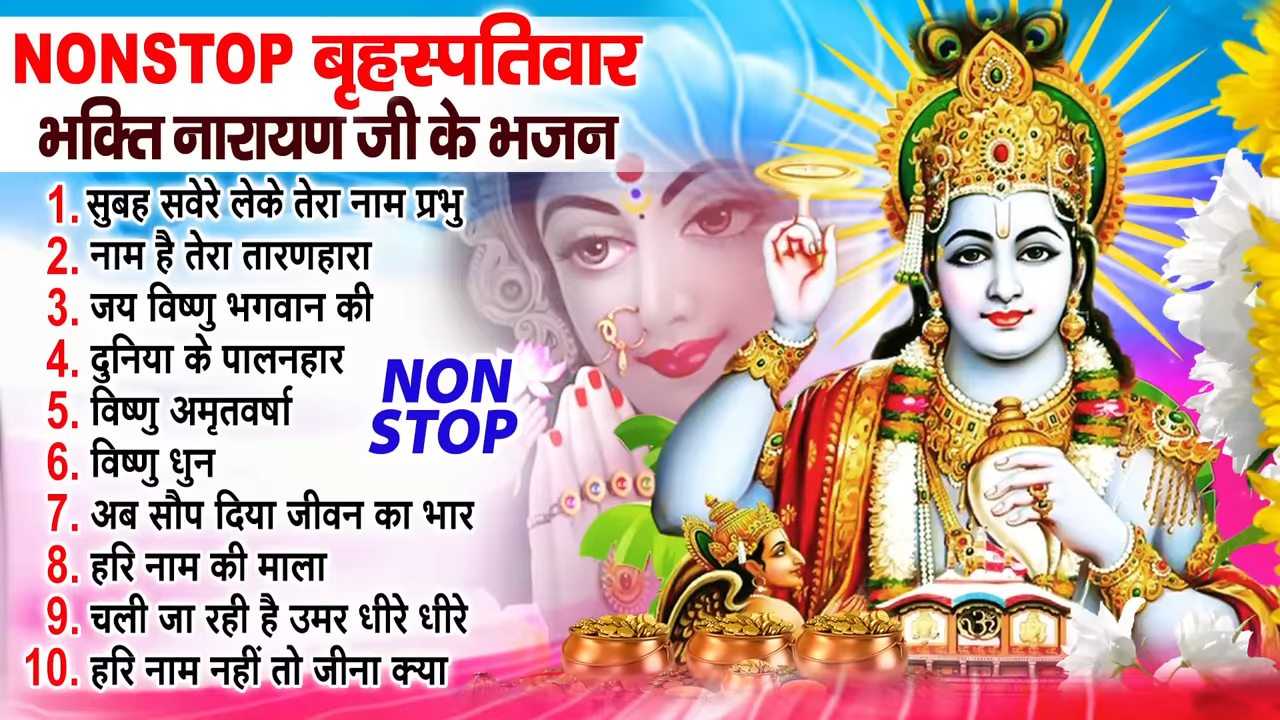 NONSTOP बृहस्पतिवार
भक्ति नारायण जी के भजन
1. सुबह सवेरे लेके तेरा नाम प्रभु
2. नाम है तेरा तारणहारा
3. जय विष्णु भगवान की
4. दुनिया के पालनहार
5. विष्णु अमृतवर्षा
6. विष्णु धुन
7. अब सौप दिया जीवन का भार
8. हरि नाम की माला
9. चली जा रही है उमर धीरे धीरे
10. हरि नाम नहीं तो जीना क्या
NON
STOP
ॐ